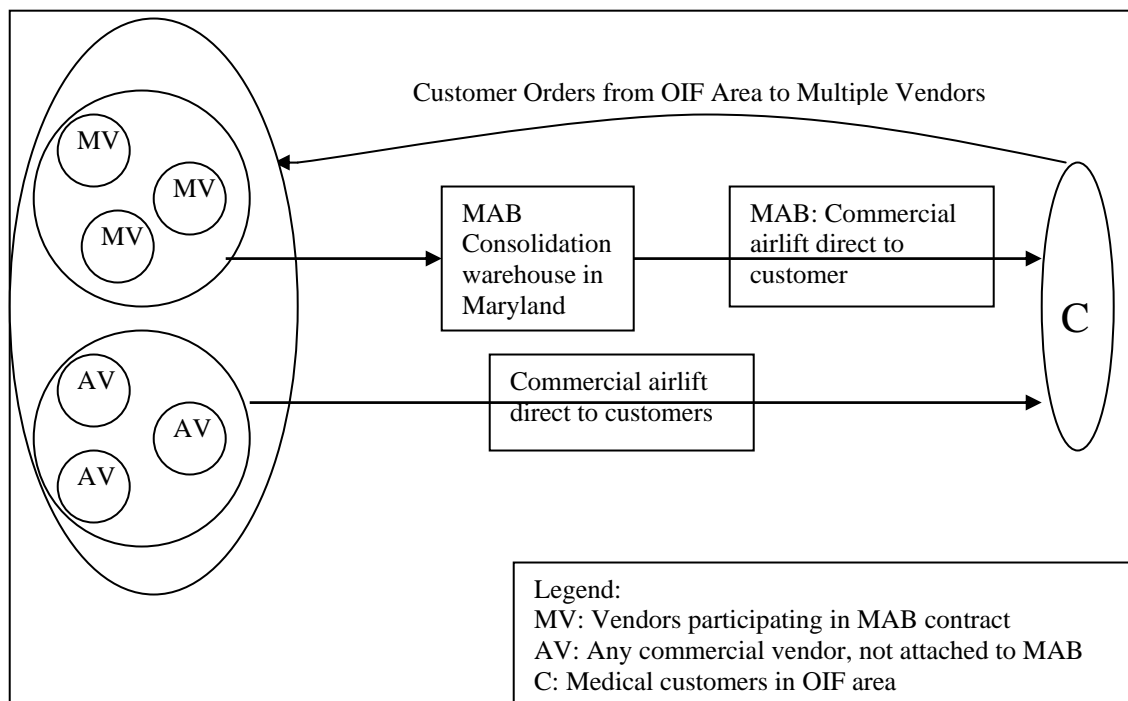 Customer Orders from OIF Area to Multiple Vendors
MV
MV
MV
MAB
Consolidation
warehouse in
Maryland
MAB: Commercial
airlift direct to
customer
C
AV
AV
AV
Commercial airlift
direct to customers
Legend:
MV: Vendors participating in MAB contract
AV: Any commercial vendor, not attached to MAB
C: Medical customers in OIF area